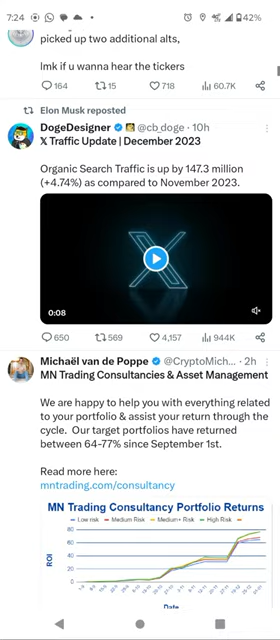 7:24
42%
picked up two additional alts,
lmk if u wanna hear the tickers
164 15 718 60.7K
Elon Musk reposted
DogeDesigner @cb_doge · 10h
X Traffic Update | December 2023
Organic Search Traffic is up by 147.3 million
(+4.74%) as compared to November 2023.
0:08
650 569 4,157 944K
Michaël van de Poppe @CryptoMich... · 2h
MN Trading Consultancies & Asset Management
We are happy to help you with everything related
to your portfolio & assist your return through the
cycle. Our target portfolios have returned
between 64-77% since September 1st.
Read more here:
mntrading.com/consultancy
MN Trading Consultancy Portfolio Returns
Low risk Medium Risk Medium+ Risk High Risk
80
60
40
20
0
ROI
Date